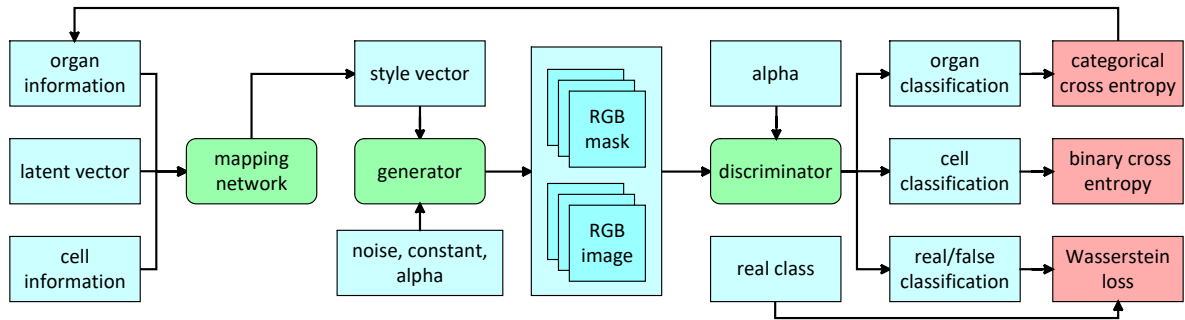 organ
information
latent vector
cell
information
mapping
network
style vector
generator
noise, constant,
alpha
RGB
mask
RGB
image
alpha
discriminator
real class
organ
classification
cell
classification
real/false
classification
categorical
cross entropy
binary cross
entropy
Wasserstein
loss